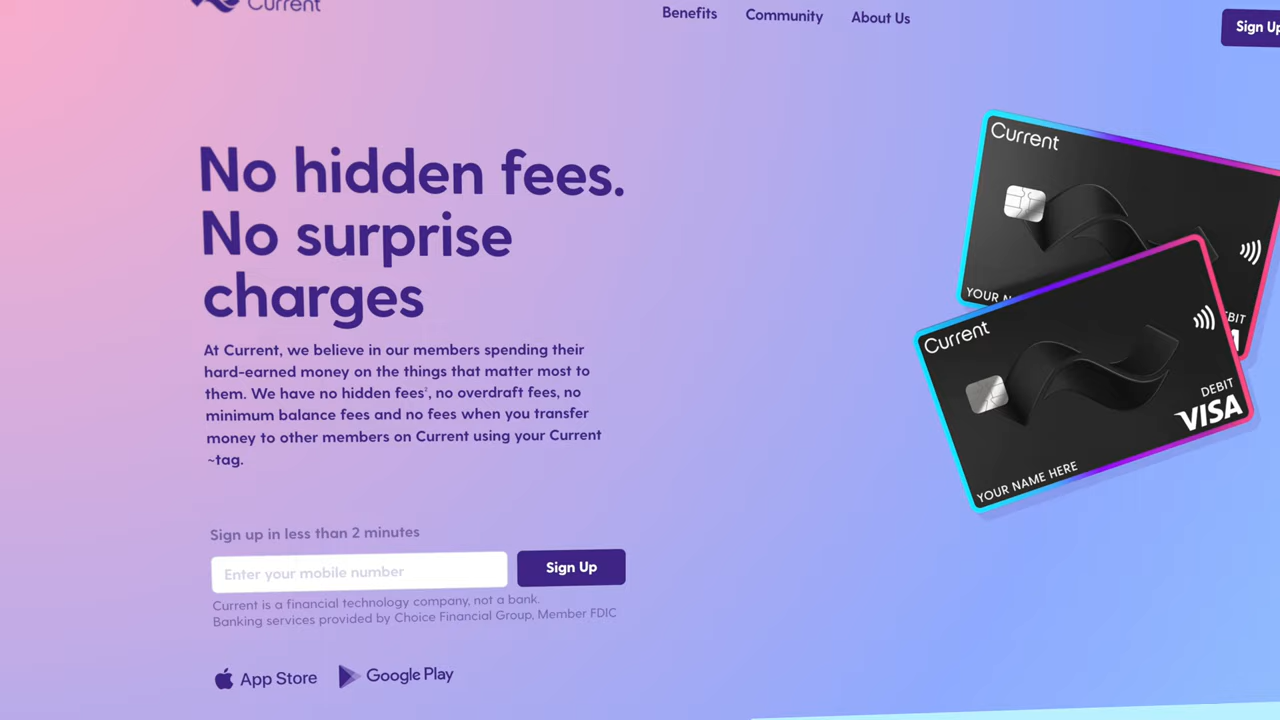 Current
Benefits
Community
About Us
Sign Up
No hidden fees.
No surprise
charges
At Current, we believe in our members spending their
hard-earned money on the things that matter most to
them. We have no hidden fees‡, no overdraft fees, no
minimum balance fees and no fees when you transfer
money to other members on Current using your Current
~tag.
Sign up in less than 2 minutes
Enter your mobile number
Sign Up
Current is a financial technology company, not a bank.
Banking services provided by Choice Financial Group, Member FDIC
App Store
Google Play
Current
YOUR N
BIT
Current
DEBIT
VISA
YOUR NAME HERE